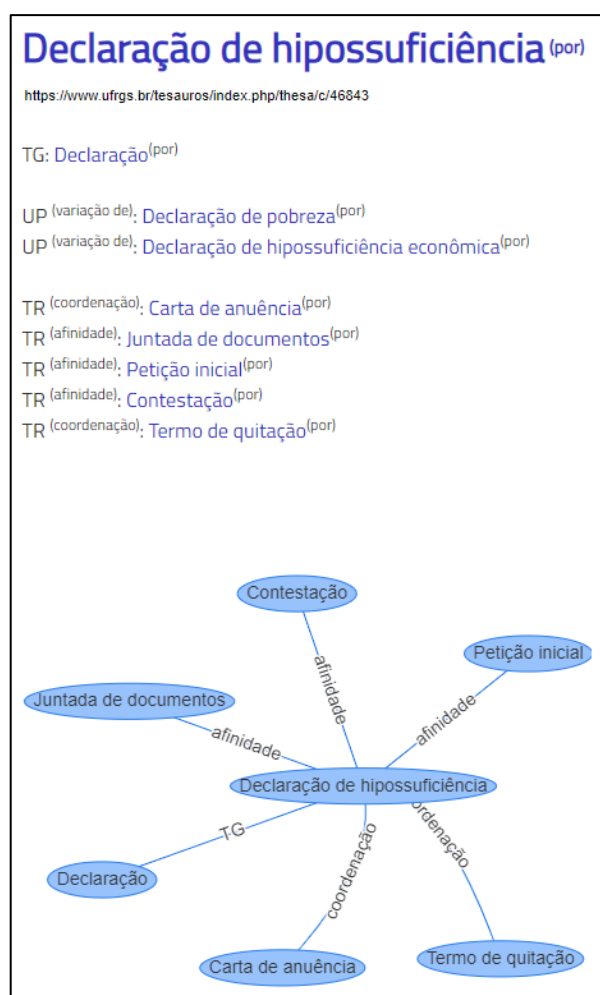 Declaração de hipossuficiência (por)
https://www.ufrgs.br/tesauros/index.php/thesa/c/46843
TG: Declaração(por)
UP (variação de): Declaração de pobreza(por)
UP (variação de): Declaração de hipossuficiência econômica(por)
TR (coordenação): Carta de anuência(por)
TR (afinidade): Juntada de documentos(por)
TR (afinidade): Petição inicial(por)
TR (afinidade): Contestação(por)
TR (coordenação): Termo de quitação(por)
Contestação
Petição inicial
afinidade
Juntada de documentos
afinidade
afinidade
Declaração de hipossuficiência
TG
ordenação
coordenação
Declaração
Termo de quitação
Carta de anuência